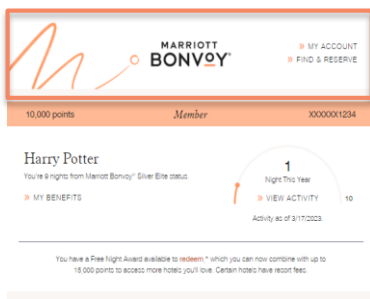 MARRIOTT
BONVOY
» MY ACCOUNT
» FIND & RESERVE
10,000 points
Member
XXXXXX1234
Harry Potter
You're 9 nights from Marriott Bonvoy® Silver Elite status.
» MY BENEFITS
1
Night This Year
» VIEW ACTIVITY
10
Activity as of 3/17/2023.
You have a Free Night Award available to redeem,* which you can now combine with up to
15,000 points to access more hotels you'll love. Certain hotels have resort fees.